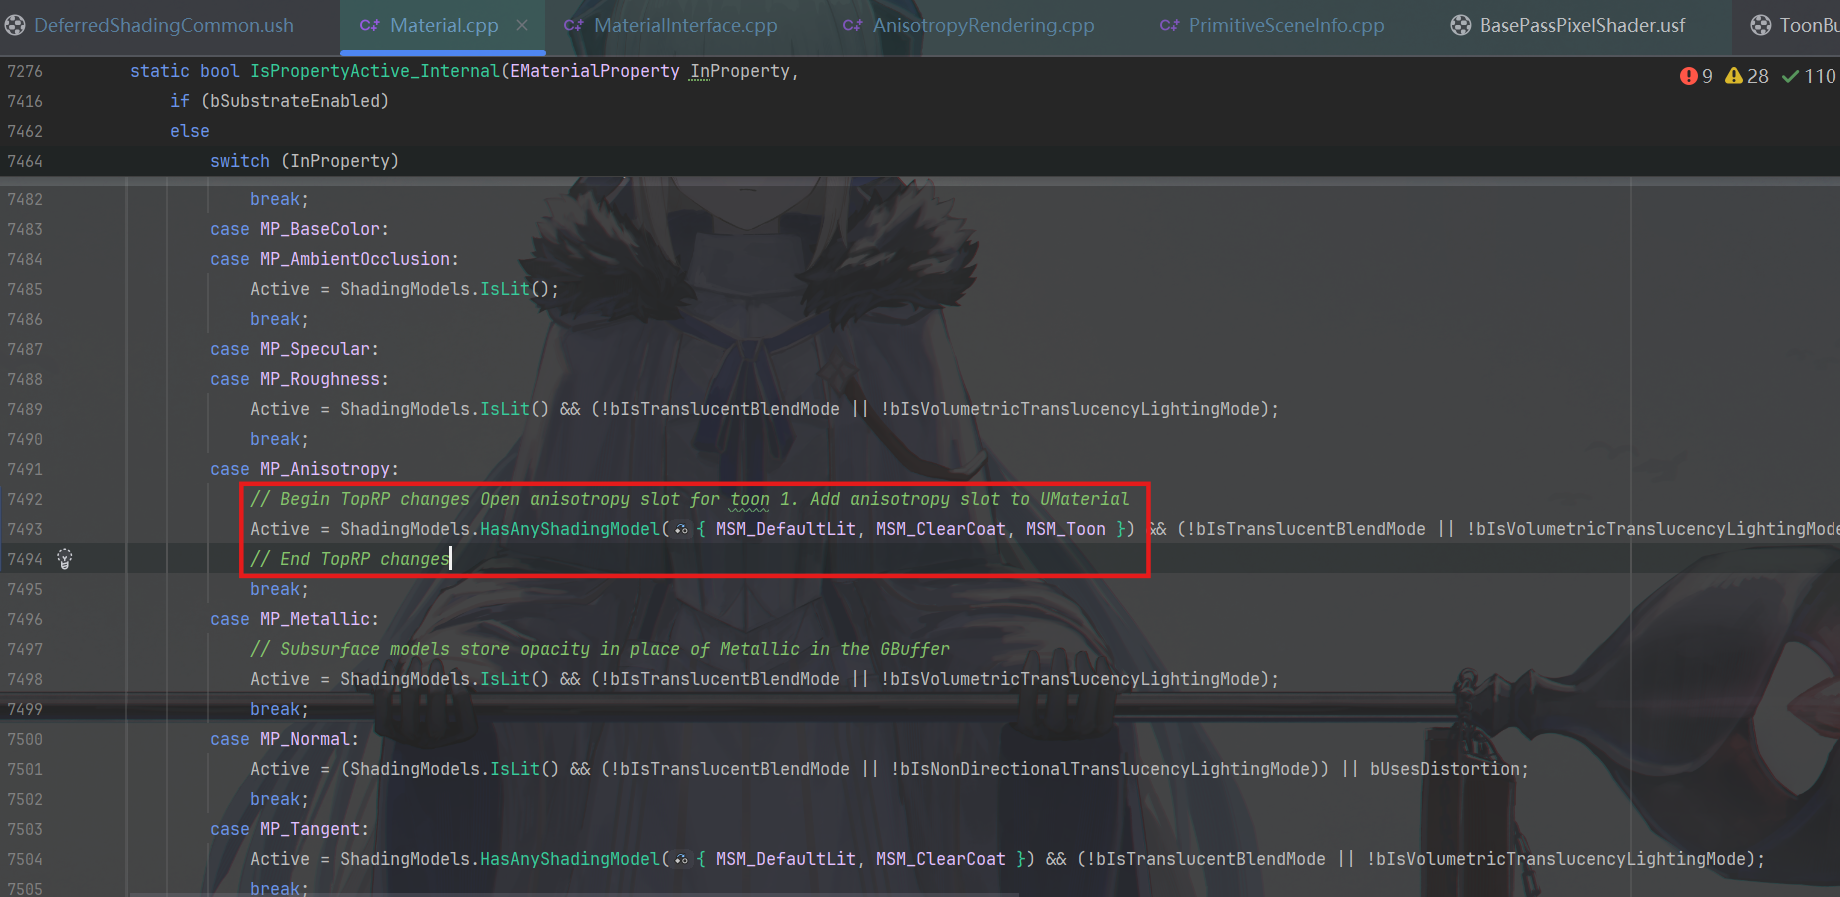 DeferredShadingCommon.ush Material.cpp MaterialInterface.cpp AnisotropyRendering.cpp PrimitiveSceneInfo.cpp BasePassPixelShader.usf ToonBu
7276 static bool IsPropertyActive_Internal(EMaterialProperty InProperty, 9 28 110
7416 if (bSubstrateEnabled)
7462 else
7464 switch (InProperty)
7482 break;
7483 case MP_BaseColor:
7484 case MP_AmbientOcclusion:
7485 Active = ShadingModels.IsLit();
7486 break;
7487 case MP_Specular:
7488 case MP_Roughness:
7489 Active = ShadingModels.IsLit() && (!bIsTranslucentBlendMode || !bIsVolumetricTranslucencyLightingMode);
7490 break;
7491 case MP_Anisotropy:
7492 // Begin TopRP changes Open anisotropy slot for toon 1. Add anisotropy slot to UMaterial
7493 Active = ShadingModels.HasAnyShadingModel({ MSM_DefaultLit, MSM_ClearCoat, MSM_Toon }) && (!bIsTranslucentBlendMode || !bIsVolumetricTranslucencyLightingMode
7494 // End TopRP changes
7495 break;
7496 case MP_Metallic:
7497 // Subsurface models store opacity in place of Metallic in the GBuffer
7498 Active = ShadingModels.IsLit() && (!bIsTranslucentBlendMode || !bIsVolumetricTranslucencyLightingMode);
7499 break;
7500 case MP_Normal:
7501 Active = (ShadingModels.IsLit() && (!bIsTranslucentBlendMode || !bIsNonDirectionalTranslucencyLightingMode)) || bUsesDistortion;
7502 break;
7503 case MP_Tangent:
7504 Active = ShadingModels.HasAnyShadingModel({ MSM_DefaultLit, MSM_ClearCoat }) && (!bIsTranslucentBlendMode || !bIsVolumetricTranslucencyLightingMode);
7505 break;